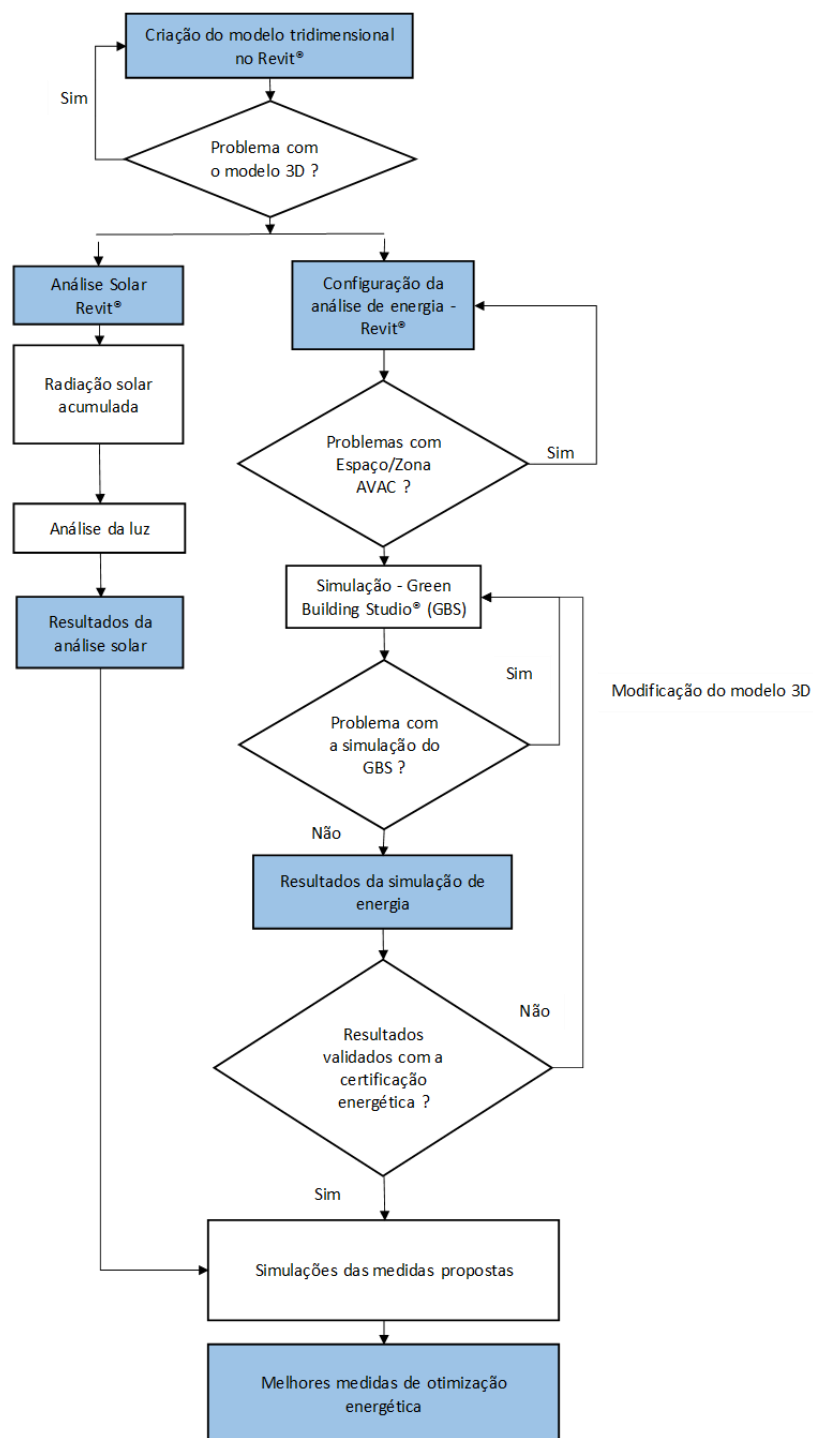 Criação do modelo tridimensional
no Revit®
Sim
Problema com
o modelo 3D ?
Análise Solar
Revit®
Configuração da
análise de energia -
Revit®
Radiação solar
acumulada
Problemas com
Espaço/Zona
AVAC ?
Sim
Análise da luz
Simulação - Green
Building Studio® (GBS)
Resultados da
análise solar
Sim
Modificação do modelo 3D
Problema com
a simulação do
GBS ?
Não
Resultados da simulação de
energia
Não
Resultados
validados com a
certificação
energética ?
Sim
Simulações das medidas propostas
Melhores medidas de otimização
energética